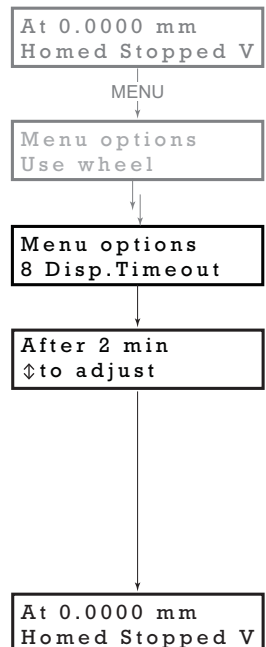 At 0.0000 mm
Homed Stopped V
MENU
Menu options
Use wheel
Menu options
8 Disp.Timeout
After 2 min
⇕to adjust
At 0.0000 mm
Homed Stopped V